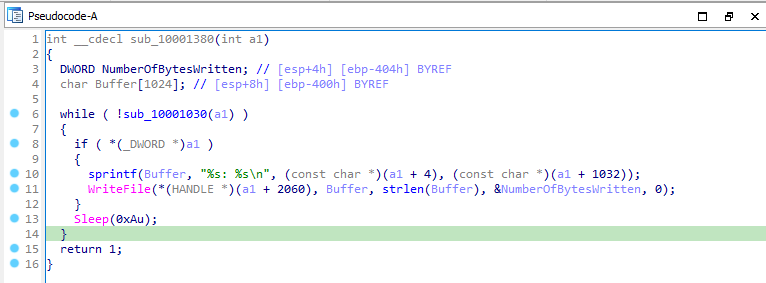 Pseudocode-A
1 int __cdecl sub_10001380(int a1)
2 {
3 DWORD NumberOfBytesWritten; // [esp+4h] [ebp-404h] BYREF
4 char Buffer[1024]; // [esp+8h] [ebp-400h] BYREF
5
6 while ( !sub_10001030(a1) )
7 {
8 if ( *(_DWORD *)a1 )
9 {
10 sprintf(Buffer, "%s: %s\n", (const char *)(a1 + 4), (const char *)(a1 + 1032));
11 WriteFile(*(HANDLE *)(a1 + 2060), Buffer, strlen(Buffer), &NumberOfBytesWritten, 0);
12 }
13 Sleep(0xAu);
14 }
15 return 1;
16 }